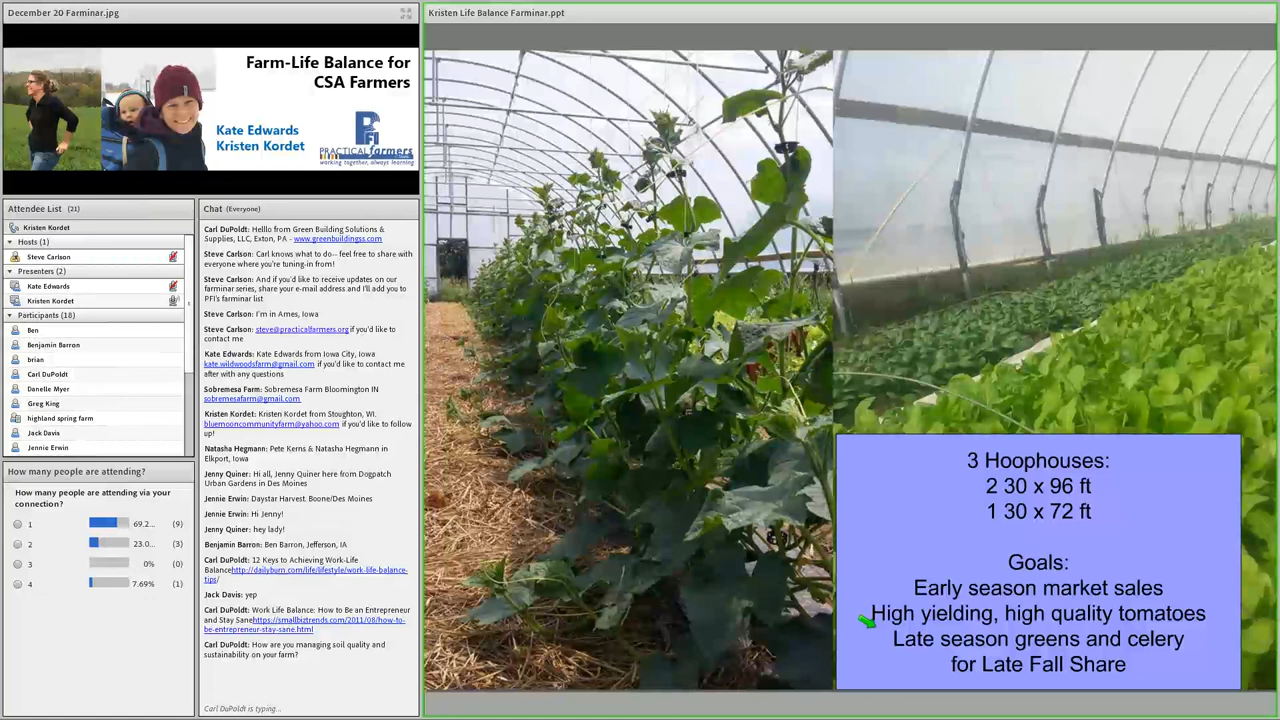 December 20 Farminar.jpg
Farm-Life Balance for
CSA Farmers
Kate Edwards
Kristen Kordet
PFI
PRACTICAL farmers
working together, always learning
Attendee List (21)
Kristen Kordet
Hosts (1)
Steve Carlson
Presenters (2)
Kate Edwards
Kristen Kordet
Participants (18)
Ben
Benjamin Barron
brian
Carl DuPoldt
Danelle Myer
Greg King
highland spring farm
Jack Davis
Jennie Erwin
How many people are attending?
How many people are attending via your
connection?
1 69.2... (9)
2 23.0... (3)
3 0% (0)
4 7.69% (1)
Chat (Everyone)
Carl DuPoldt: Helllo from Green Building Solutions &
Supplies, LLC, Exton, PA - www.greenbuildingss.com
Steve Carlson: Carl knows what to do-- feel free to share with
everyone where you're tuning-in from!
Steve Carlson: And if you'd like to receive updates on our
farminar series, share your e-mail address and I'll add you to
PFI's farminar list
Steve Carlson: I'm in Ames, Iowa
Steve Carlson: steve@practicalfarmers.org if you'd like to
contact me
Kate Edwards: Kate Edwards from Iowa City, Iowa
kate.wildwoodsfarm@gmail.com if you'd like to contact me
after with any questions
Sobremesa Farm: Sobremesa Farm Bloomington IN
sobremesafarm@gmail.com
Kristen Kordet: Kristen Kordet from Stoughton, WI.
bluemooncommunityfarm@yahoo.com if you'd like to follow
up!
Natasha Hegmann: Pete Kerns & Natasha Hegmann in
Elkport, Iowa
Jenny Quiner: Hi all, Jenny Quiner here from Dogpatch
Urban Gardens in Des Moines
Jennie Erwin: Daystar Harvest. Boone/Des Moines
Jennie Erwin: Hi Jenny!
Jenny Quiner: hey lady!
Benjamin Barron: Ben Barron, Jefferson, IA
Carl DuPoldt: 12 Keys to Achieving Work-Life
Balancehttp://dailyburn.com/life/lifestyle/work-life-balance-
tips/
Jack Davis: yep
Carl DuPoldt: Work Life Balance: How to Be an Entrepreneur
and Stay Sanehttps://smallbiztrends.com/2011/08/how-to-
be-entrepreneur-stay-sane.html
Carl DuPoldt: How are you managing soil quality and
sustainability on your farm?
Carl DuPoldt is typing...
Kristen Life Balance Farminar.ppt
3 Hoophouses:
2 30 x 96 ft
1 30 x 72 ft
Goals:
Early season market sales
High yielding, high quality tomatoes
Late season greens and celery
for Late Fall Share